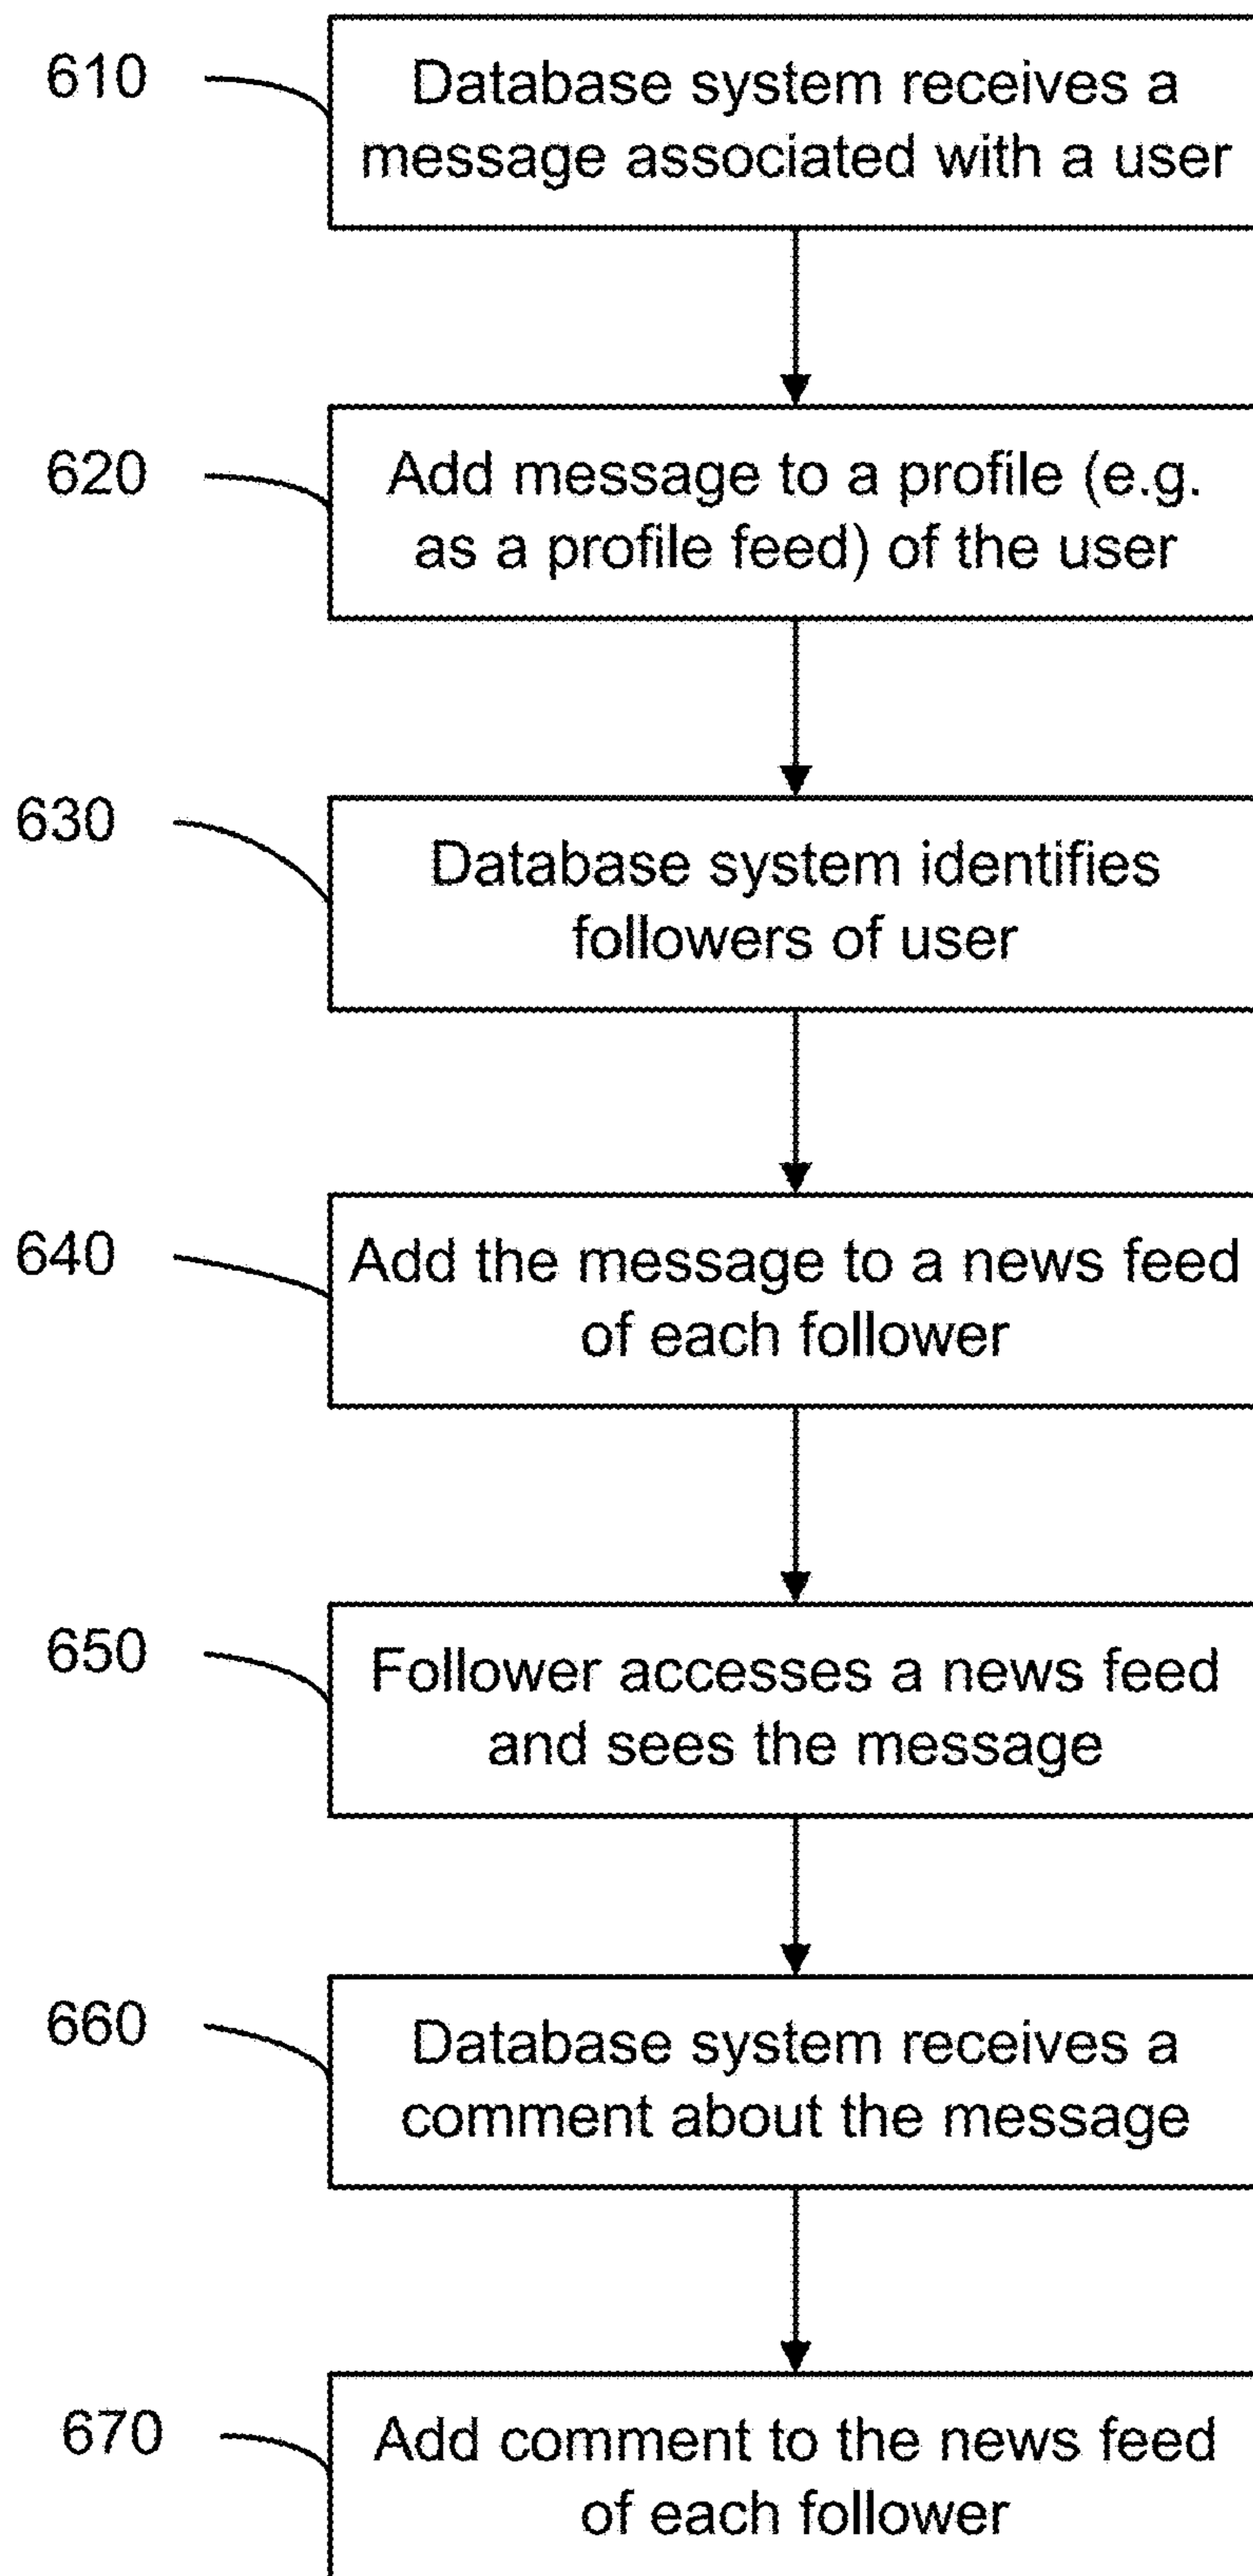 610
Database system receives a
message associated with a user
620
Add message to a profile (e.g.
as a profile feed) of the user
630
Database system identifies
followers of user
640
Add the message to a news feed
of each follower
650
Follower accesses a news feed
and sees the message
660
Database system receives a
comment about the message
670
Add comment to the news feed
of each follower